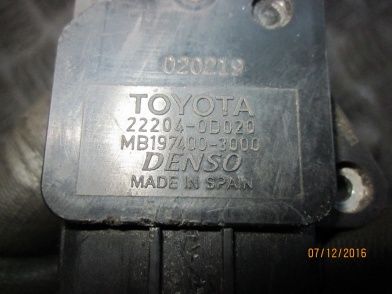 020219
TOYOTA
22204-0D020
MB197400-3000
DENSO
MADE IN SPAIN
07/12/2016